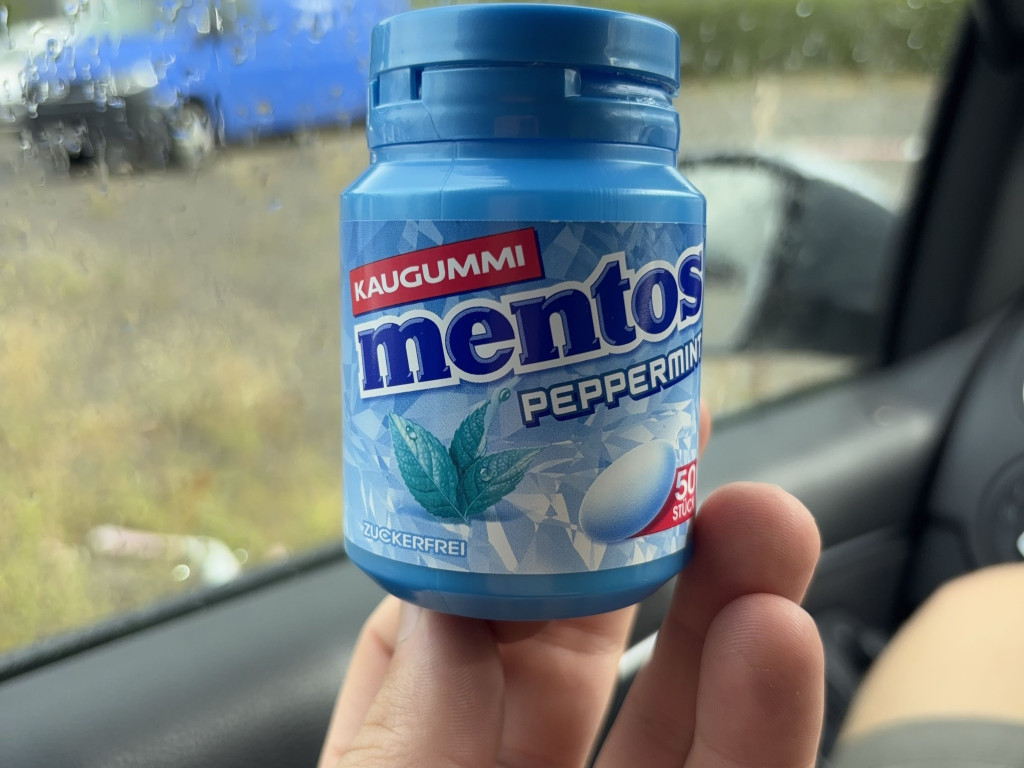 KAUGUMMI
mentos
PEPPERMINT
50
STÜCK
ZUCKERFREI